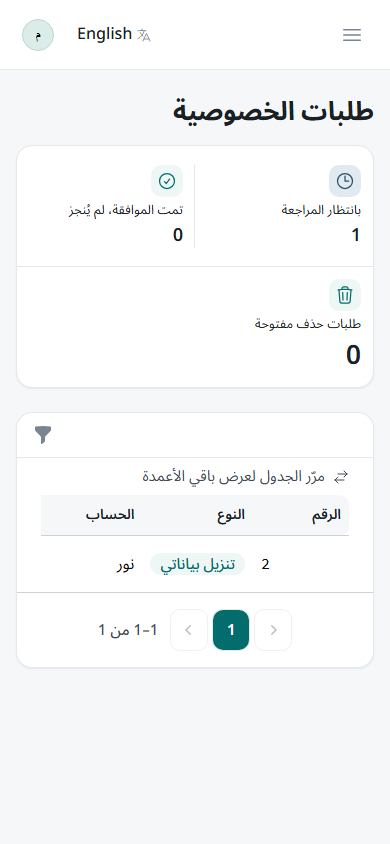 م
English
طلبات الخصوصية
بانتظار المراجعة
1
تمت الموافقة، لم يُنجز
0
طلبات حذف مفتوحة
0
مرّر الجدول لعرض باقي الأعمدة
الرقم النوع الحساب
2 تنزيل بياناتي نور
1 1–1 من 1